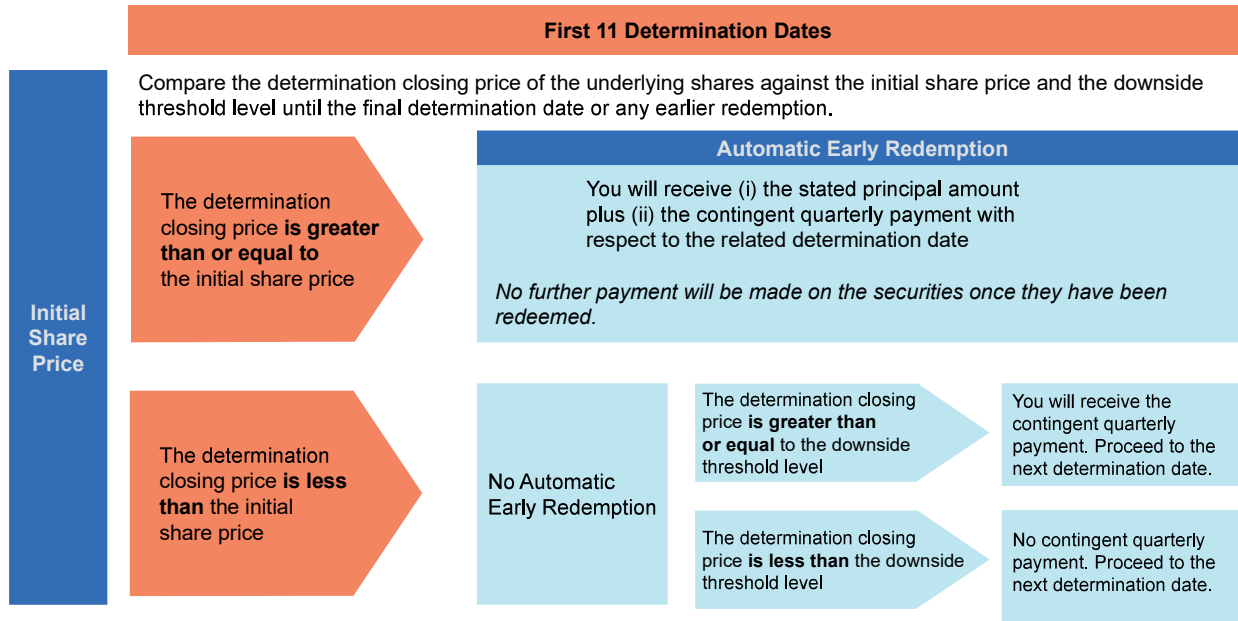 First 11 Determination Dates
Compare the determination closing price of the underlying shares against the initial share price and the downside
threshold level until the final determination date or any earlier redemption.
Initial
Share
Price
The determination
closing price is greater
than or equal to
the initial share price
Automatic Early Redemption
You will receive (i) the stated principal amount
plus (ii) the contingent quarterly payment with
respect to the related determination date
No further payment will be made on the securities once they have been
redeemed.
The determination
closing price is less
than the initial
share price
No Automatic
Early Redemption
The determination closing
price is greater than
or equal to the downside
threshold level
You will receive the
contingent quarterly
payment. Proceed to the
next determination date.
The determination closing
price is less than the downside
threshold level
No contingent quarterly
payment. Proceed to the
next determination date.